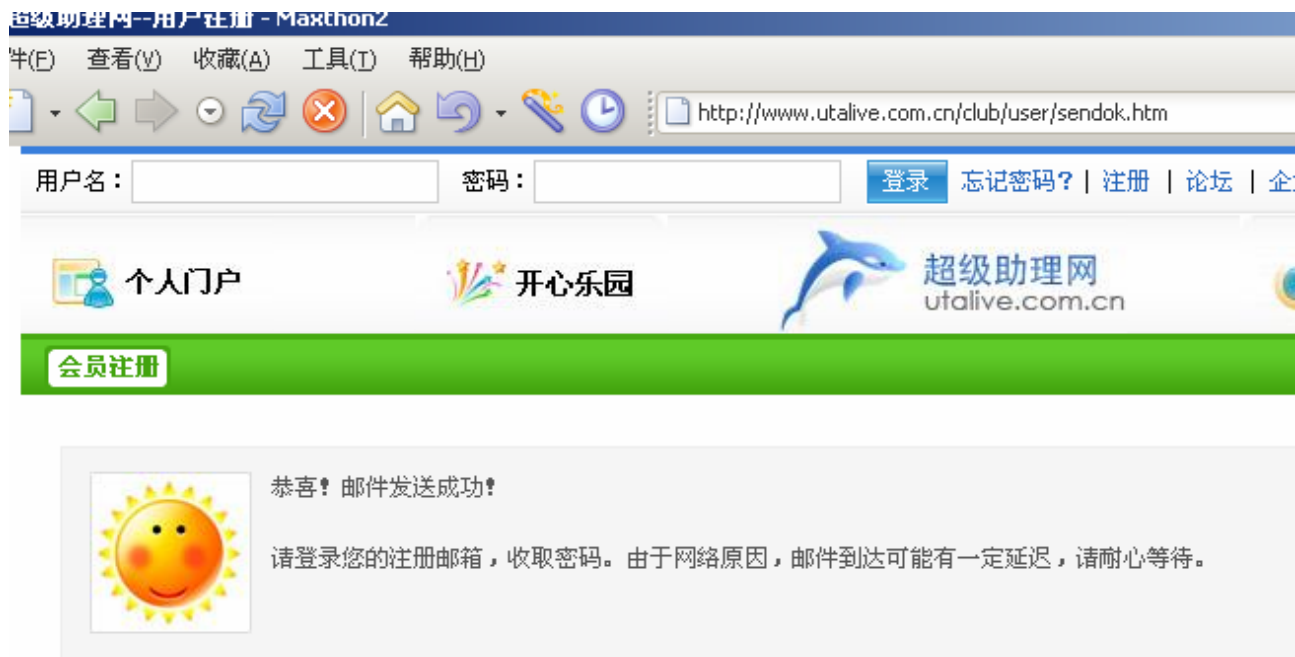 超级助理网--用户注册 - Maxthon2
件(F) 查看(V) 收藏(A) 工具(T) 帮助(H)
http://www.utalive.com.cn/club/user/sendok.htm
用户名： 密码： 登录 忘记密码? | 注册 | 论坛 | 企
个人门户 开心乐园 超级助理网
utalive.com.cn
会员注册
恭喜! 邮件发送成功!
请登录您的注册邮箱，收取密码。由于网络原因，邮件到达可能有一定延迟，请耐心等待。